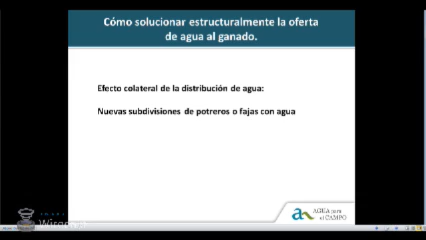 Cómo solucionar estructuralmente la oferta
de agua al ganado.
Efecto colateral de la distribución de agua:
Nuevas subdivisiones de potreros o fajas con agua
AGUA para
el CAMPO